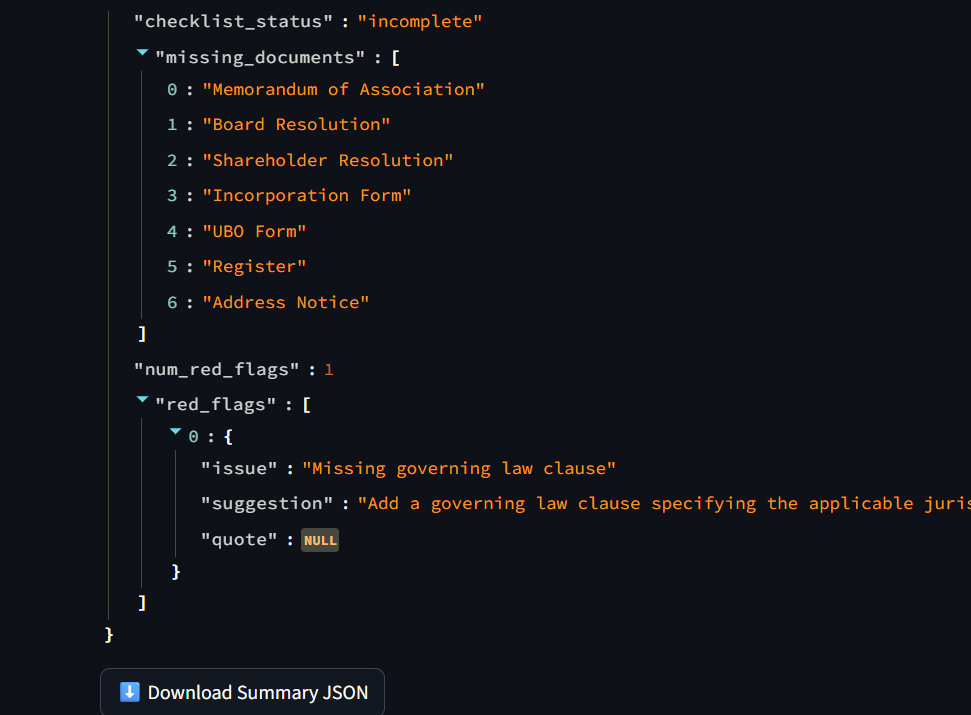 "checklist_status" : "incomplete"
"missing_documents" : [
0 : "Memorandum of Association"
1 : "Board Resolution"
2 : "Shareholder Resolution"
3 : "Incorporation Form"
4 : "UBO Form"
5 : "Register"
6 : "Address Notice"
]
"num_red_flags" : 1
"red_flags" : [
0 : {
"issue" : "Missing governing law clause"
"suggestion" : "Add a governing law clause specifying the applicable juris
"quote" : NULL
}
]
}
Download Summary JSON